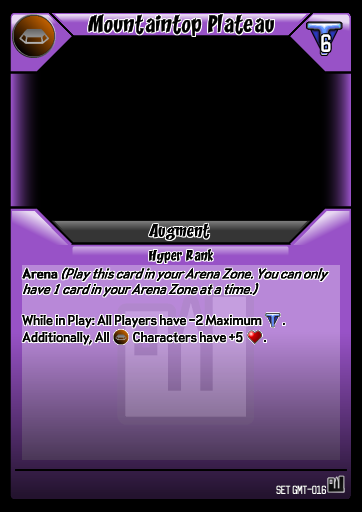 Mountaintop Plateau
6
Augment
Hyper Rank
Arena (Play this card in your Arena Zone. You can only
have 1 card in your Arena Zone at a time.)
While in Play: All Players have -2 Maximum .
Additionally, All Characters have +5 .
SET GMT-016